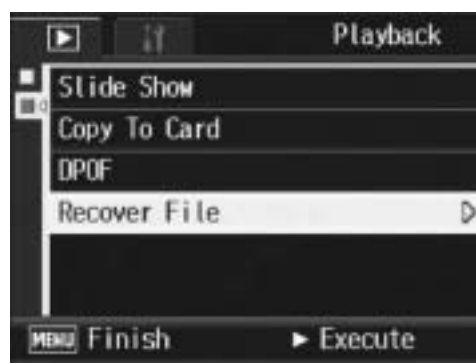 Playback
Slide Show
Copy To Card
DPOF
Recover File
MENU Finish
Execute